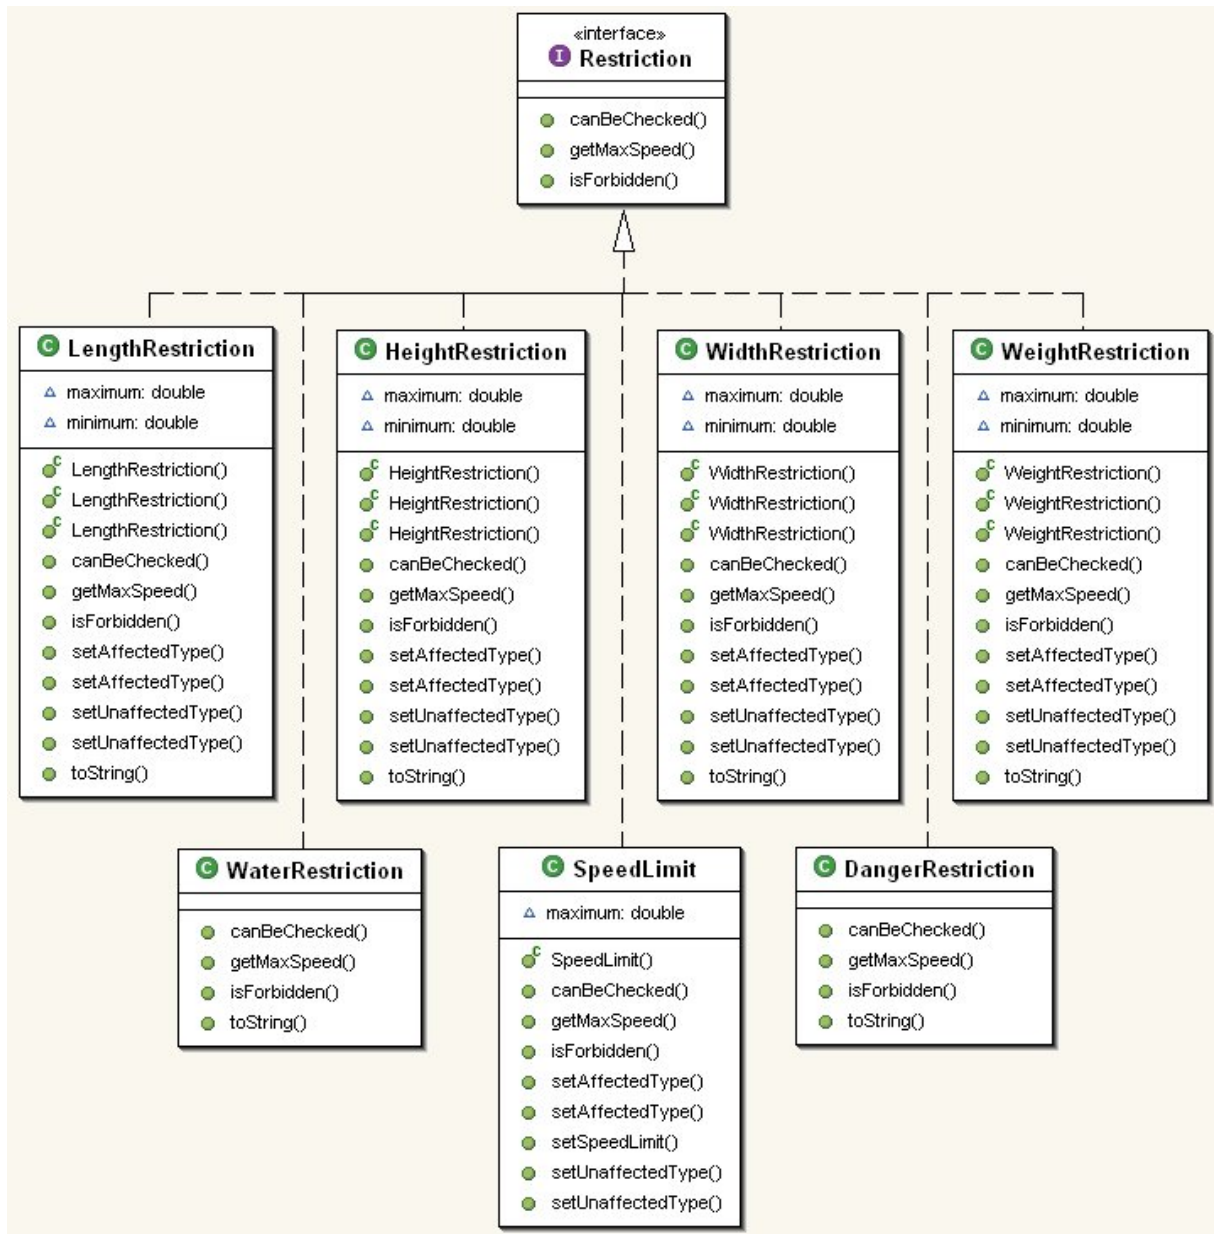 «interface»
I Restriction
canBeChecked()
getMaxSpeed()
isForbidden()
C LengthRestriction
maximum: double
minimum: double
C LengthRestriction()
C LengthRestriction()
C LengthRestriction()
canBeChecked()
getMaxSpeed()
isForbidden()
setAffectedType()
setAffectedType()
setUnaffectedType()
setUnaffectedType()
toString()
C HeightRestriction
maximum: double
minimum: double
C HeightRestriction()
C HeightRestriction()
C HeightRestriction()
canBeChecked()
getMaxSpeed()
isForbidden()
setAffectedType()
setAffectedType()
setUnaffectedType()
setUnaffectedType()
toString()
C WidthRestriction
maximum: double
minimum: double
C WidthRestriction()
C WidthRestriction()
C WidthRestriction()
canBeChecked()
getMaxSpeed()
isForbidden()
setAffectedType()
setAffectedType()
setUnaffectedType()
setUnaffectedType()
toString()
C WeightRestriction
maximum: double
minimum: double
C WeightRestriction()
C WeightRestriction()
C WeightRestriction()
canBeChecked()
getMaxSpeed()
isForbidden()
setAffectedType()
setAffectedType()
setUnaffectedType()
setUnaffectedType()
toString()
C WaterRestriction
canBeChecked()
getMaxSpeed()
isForbidden()
toString()
C SpeedLimit
maximum: double
C SpeedLimit()
canBeChecked()
getMaxSpeed()
isForbidden()
setAffectedType()
setAffectedType()
setSpeedLimit()
setUnaffectedType()
setUnaffectedType()
C DangerRestriction
canBeChecked()
getMaxSpeed()
isForbidden()
toString()